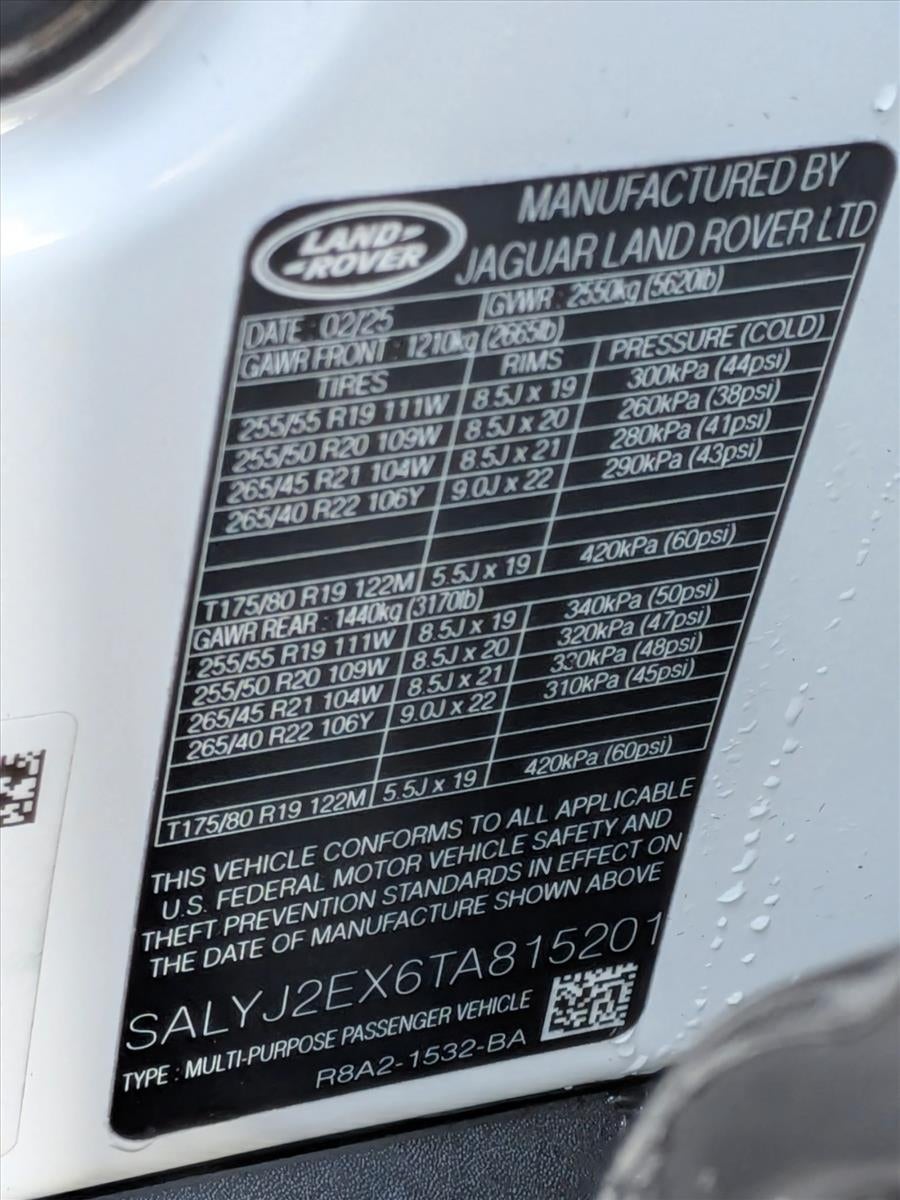 LAND-
-ROVER
MANUFACTURED BY
JAGUAR LAND ROVER LTD
DATE : 02/25 GVWR : 2550kg (5620lb)
GAWR FRONT : 1210kg (2665lb)
TIRES RIMS PRESSURE (COLD)
255/55 R19 111W 8.5J x 19 300kPa (44psi)
255/50 R20 109W 8.5J x 20 260kPa (38psi)
265/45 R21 104W 8.5J x 21 280kPa (41psi)
265/40 R22 106Y 9.0J x 22 290kPa (43psi)
T175/80 R19 122M 5.5J x 19 420kPa (60psi)
GAWR REAR : 1440kg (3170lb)
255/55 R19 111W 8.5J x 19 340kPa (50psi)
255/50 R20 109W 8.5J x 20 320kPa (47psi)
265/45 R21 104W 8.5J x 21 330kPa (48psi)
265/40 R22 106Y 9.0J x 22 310kPa (45psi)
T175/80 R19 122M 5.5J x 19 420kPa (60psi)
THIS VEHICLE CONFORMS TO ALL APPLICABLE
U.S. FEDERAL MOTOR VEHICLE SAFETY AND
THEFT PREVENTION STANDARDS IN EFFECT ON
THE DATE OF MANUFACTURE SHOWN ABOVE
SALYJ2EX6TA815201
TYPE : MULTI-PURPOSE PASSENGER VEHICLE
R8A2-1532-BA